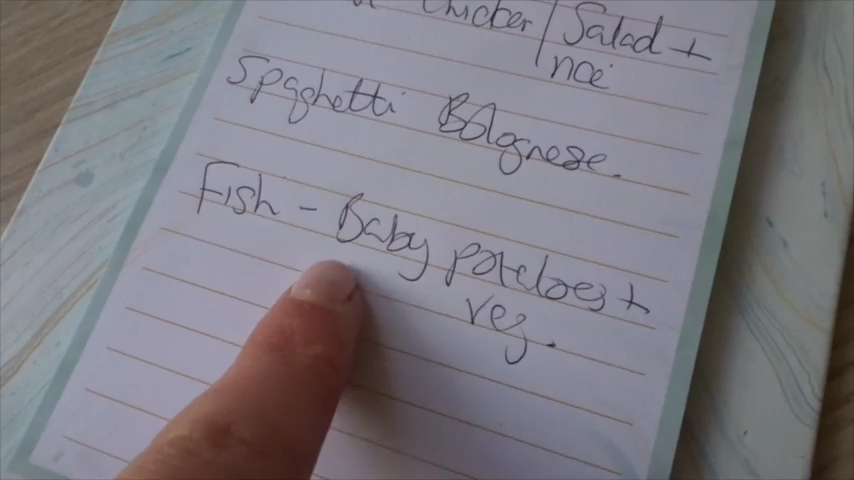 Chicken/Salad +
rice
Spaghetti Bolognese.
Fish - Baby potatoes +
veg.